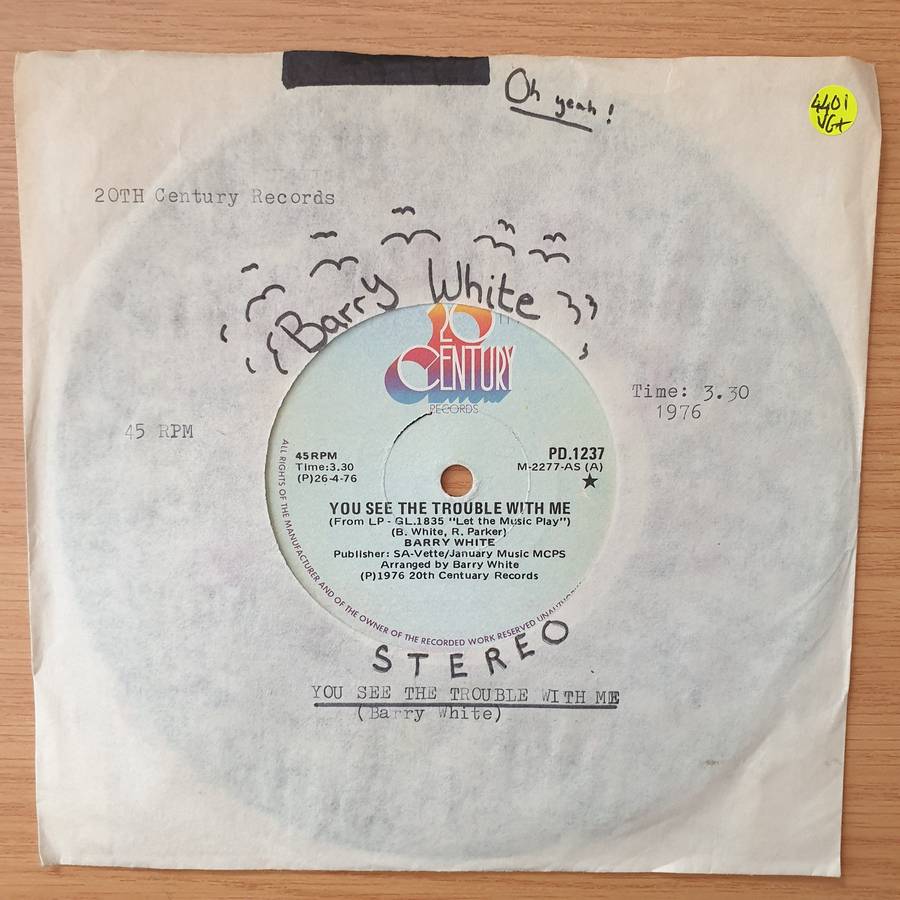 Oh yeah!
4401
VG+
20TH Century Records
Barry White
20TH
CENTURY
RECORDS
Time: 3.30
1976
45 RPM
45 RPM
Time:3.30
(P)26-4-76
PD.1237
M-2277-AS (A)
YOU SEE THE TROUBLE WITH ME
(From LP - GL.1835 "Let the Music Play")
(B. White, R. Parker)
BARRY WHITE
Publisher: SA-Vette/January Music MCPS
Arranged by Barry White
(P)1976 20th Centuary Records
ALL RIGHTS OF THE MANUFACTURER AND OF THE OWNER OF THE RECORDED WORK RESERVED
STEREO
YOU SEE THE TROUBLE WITH ME
(Barry White)